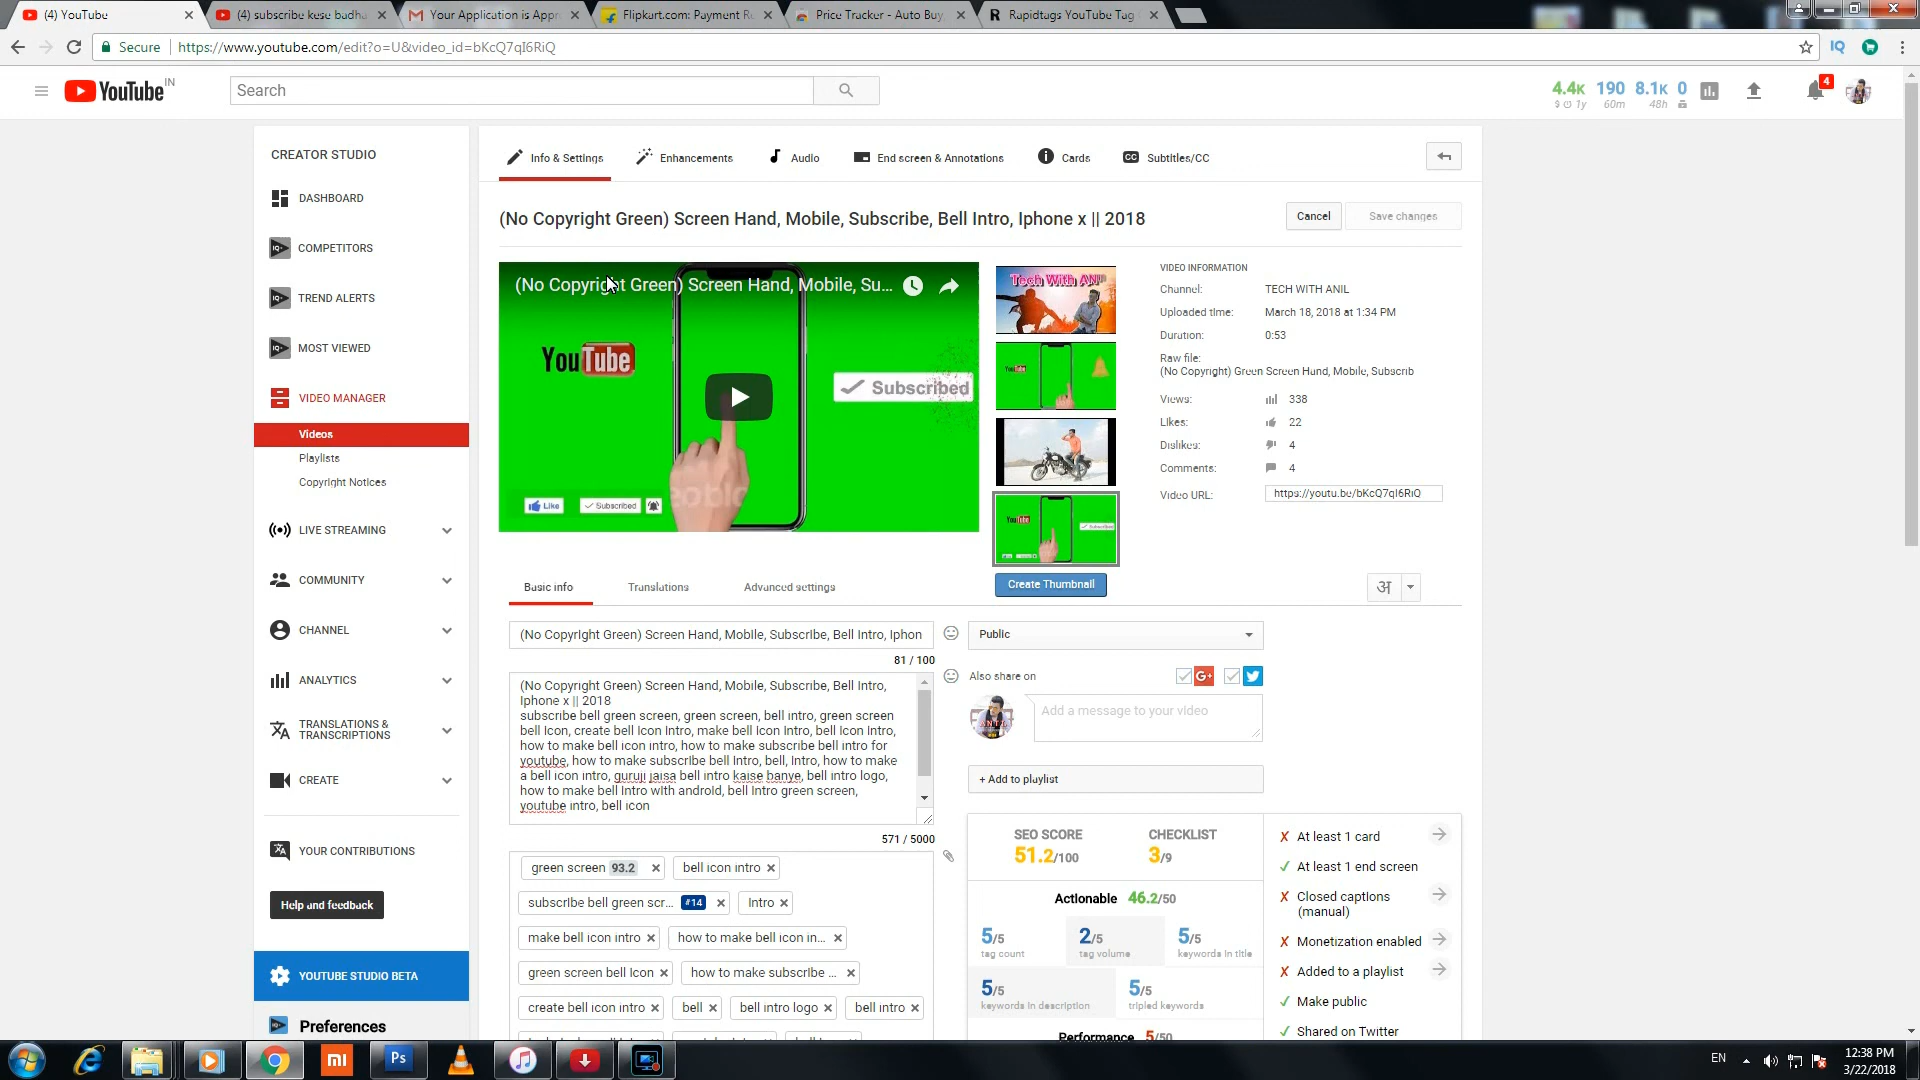 (4) YouTube
(4) subscribe kese badha
Your Application is Appr
Flipkart.com: Payment R
Price Tracker - Auto Buy,
Rapidtags YouTube Tag
Secure
https://www.youtube.com/edit?o=U&video_id=bKcQ7qI6RiQ
IQ
YouTube IN
Search
4.4K 190 8.1K 0
1y 60m 48h
4
CREATOR STUDIO
DASHBOARD
COMPETITORS
TREND ALERTS
MOST VIEWED
VIDEO MANAGER
Videos
Playlists
Copyright Notices
LIVE STREAMING
COMMUNITY
CHANNEL
ANALYTICS
TRANSLATIONS & TRANSCRIPTIONS
CREATE
YOUR CONTRIBUTIONS
Help and feedback
YOUTUBE STUDIO BETA
Preferences
Info & Settings
Enhancements
Audio
End screen & Annotations
Cards
CC Subtitles/CC
(No Copyright Green) Screen Hand, Mobile, Subscribe, Bell Intro, Iphone x || 2018
Cancel
Save changes
(No Copyright Green) Screen Hand, Mobile, Su...
YouTube
Subscribed
Like
Subscribed
Tech With AN
VIDEO INFORMATION
Channel: TECH WITH ANIL
Uploaded time: March 18, 2018 at 1:34 PM
Duration: 0:53
Raw file:
(No Copyright) Green Screen Hand, Mobile, Subscrib
Views: 338
Likes: 22
Dislikes: 4
Comments: 4
Video URL: https://youtu.be/bKcQ7qI6RiQ
Create Thumbnail
Basic info
Translations
Advanced settings
अ
(No Copyright Green) Screen Hand, Mobile, Subscribe, Bell Intro, Iphon
81 / 100
(No Copyright Green) Screen Hand, Mobile, Subscribe, Bell Intro,
Iphone x || 2018
subscribe bell green screen, green screen, bell intro, green screen
bell icon, create bell icon intro, make bell icon intro, bell icon intro,
how to make bell icon intro, how to make subscribe bell intro for
youtube, how to make subscribe bell intro, bell, intro, how to make
a bell icon intro, guruji jaisa bell intro kaise banye, bell intro logo,
how to make bell intro with android, bell intro green screen,
youtube intro, bell icon
571 / 5000
Public
Also share on
G+
Add a message to your video
+ Add to playlist
green screen 93.2
bell icon intro
subscribe bell green scr... #14
intro
make bell icon intro
how to make bell icon in...
green screen bell icon
how to make subscribe ...
create bell icon intro
bell
bell intro logo
bell intro
SEO SCORE
51.2/100
CHECKLIST
3/9
Actionable 46.2/50
5/5 tag count
2/5 tag volume
5/5 keywords in title
5/5 keywords in description
5/5 tripled keywords
Performance 5/50
At least 1 card
At least 1 end screen
Closed captions
(manual)
Monetization enabled
Added to a playlist
Make public
Shared on Twitter
mi
Ps
EN
12:38 PM
3/22/2018